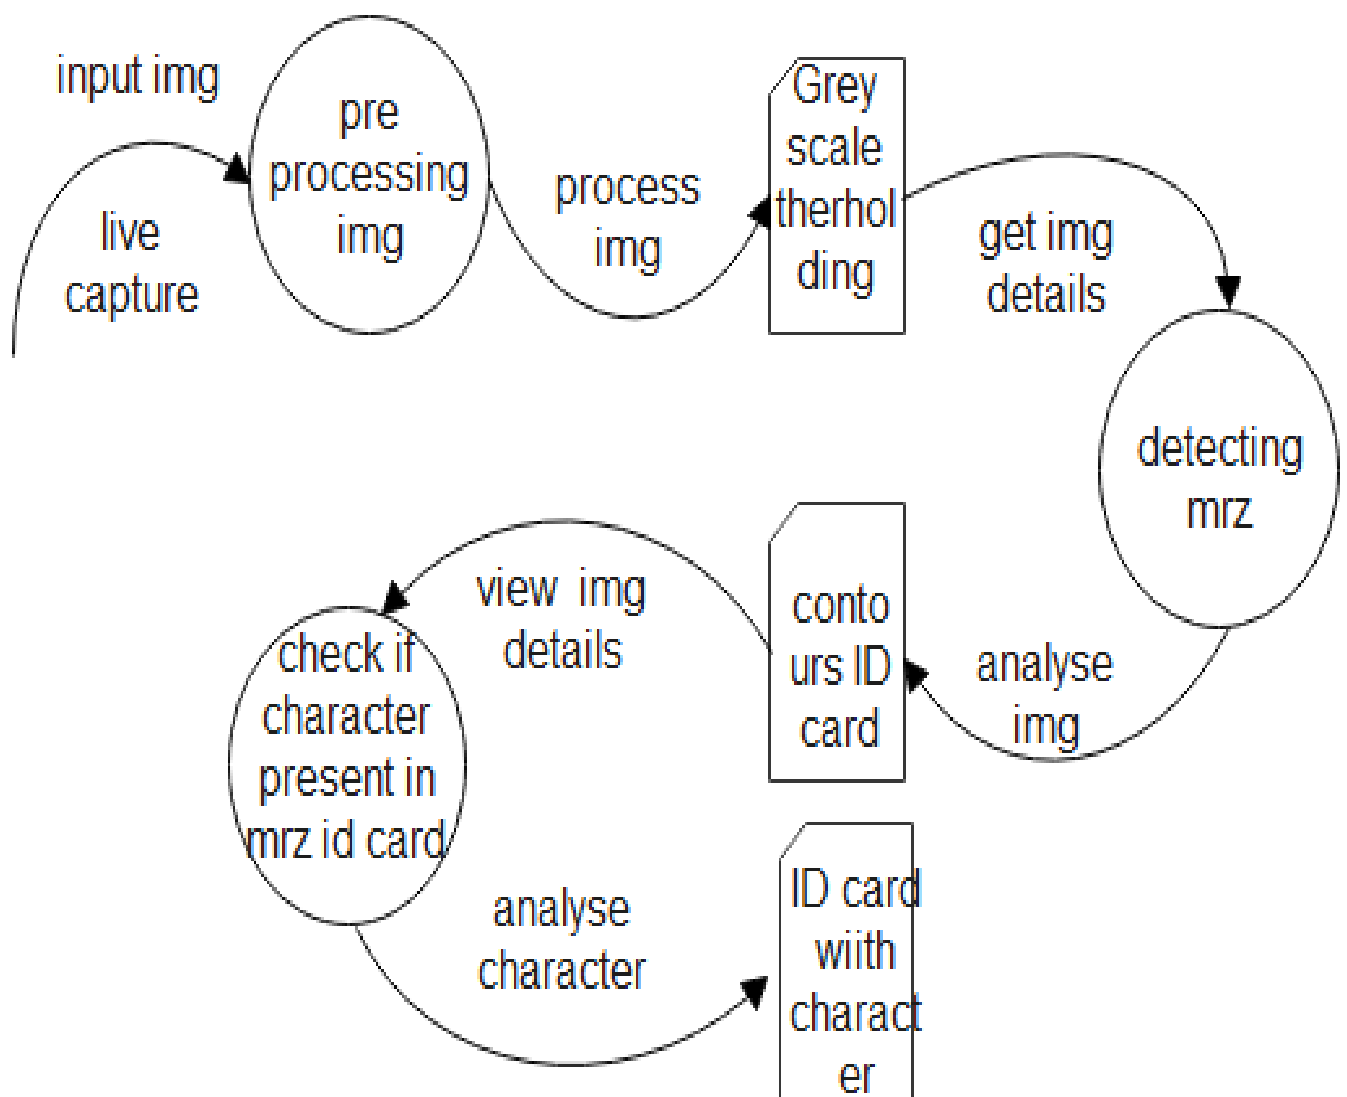 input img
live
capture
pre
processing
img
process
img
Grey
scale
therhol
ding
get img
details
detecting
mrz
analyse
img
conto
urs ID
card
view  img
details
check if
character
present in
mrz id card
analyse
character
ID card
wiith
charact
er